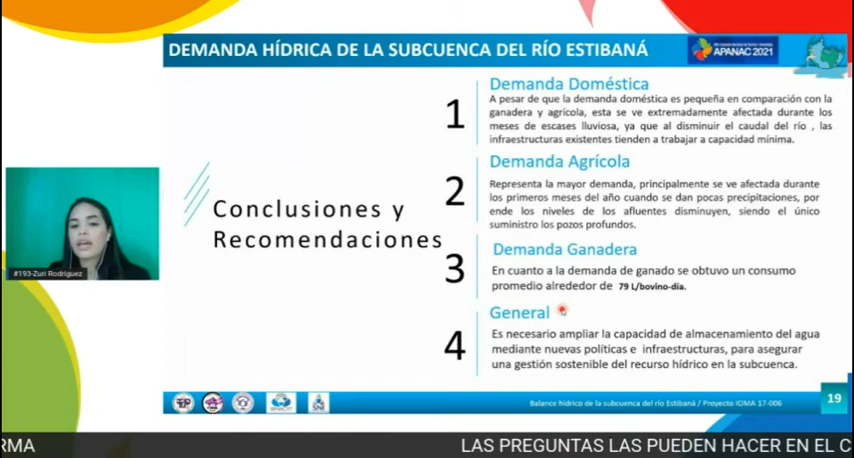 DEMANDA HÍDRICA DE LA SUBCUENCA DEL RÍO ESTIBANÁ
APANAC 2021
Conclusiones y
Recomendaciones
1
Demanda Doméstica
A pesar de que la demanda doméstica es pequeña en comparación con la
ganadera y agrícola, esta se ve extremadamente afectada durante los
meses de escases lluviosa, ya que al disminuir el caudal del río , las
infraestructuras existentes tienden a trabajar a capacidad mínima.
2
Demanda Agrícola
Representa la mayor demanda, principalmente se ve afectada durante
los primeros meses del año cuando se dan pocas precipitaciones, por
ende los niveles de los afluentes disminuyen, siendo el único
suministro los pozos profundos.
3
Demanda Ganadera
En cuanto a la demanda de ganado se obtuvo un consumo
promedio alrededor de 79 L/bovino-día.
4
General
Es necesario ampliar la capacidad de almacenamiento del agua
mediante nuevas políticas e infraestructuras, para asegurar
una gestión sostenible del recurso hídrico en la subcuenca.
#193-Zuri Rodríguez
Balance hídrico de la subcuenca del río Estibaná / Proyecto IOMA 17-006
19
RMA
LAS PREGUNTAS LAS PUEDEN HACER EN EL C